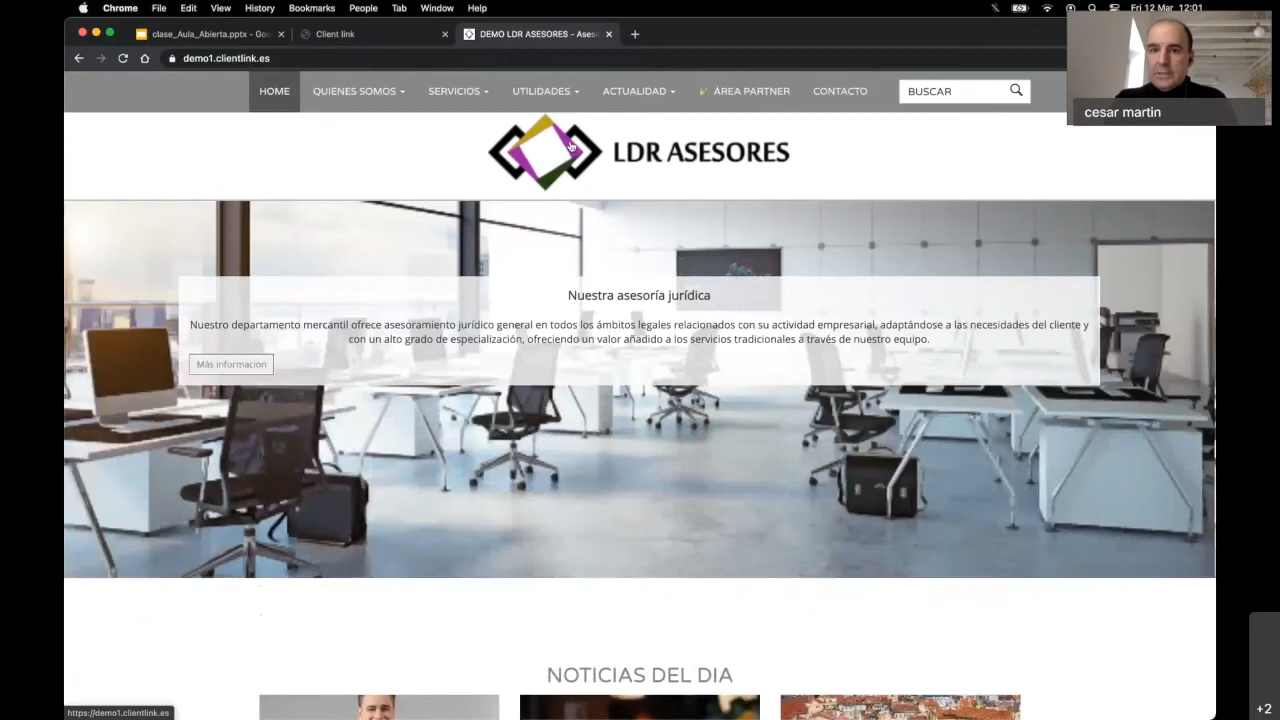 Chrome File Edit View History Bookmarks People Tab Window Help Fri 12 Mar 12:01
clase_Aula_Abierta.pptx - Goo
Client link
DEMO LDR ASESORES - Ases
demo1.clientlink.es
cesar martin
HOME QUIENES SOMOS SERVICIOS UTILIDADES ACTUALIDAD ÁREA PARTNER CONTACTO BUSCAR
LDR ASESORES
Nuestra asesoría jurídica
Nuestro departamento mercantil ofrece asesoramiento jurídico general en todos los ámbitos legales relacionados con su actividad empresarial, adaptándose a las necesidades del cliente y
con un alto grado de especialización, ofreciendo un valor añadido a los servicios tradicionales a través de nuestro equipo.
Más información
NOTICIAS DEL DIA
https://demo1.clientlink.es
+2